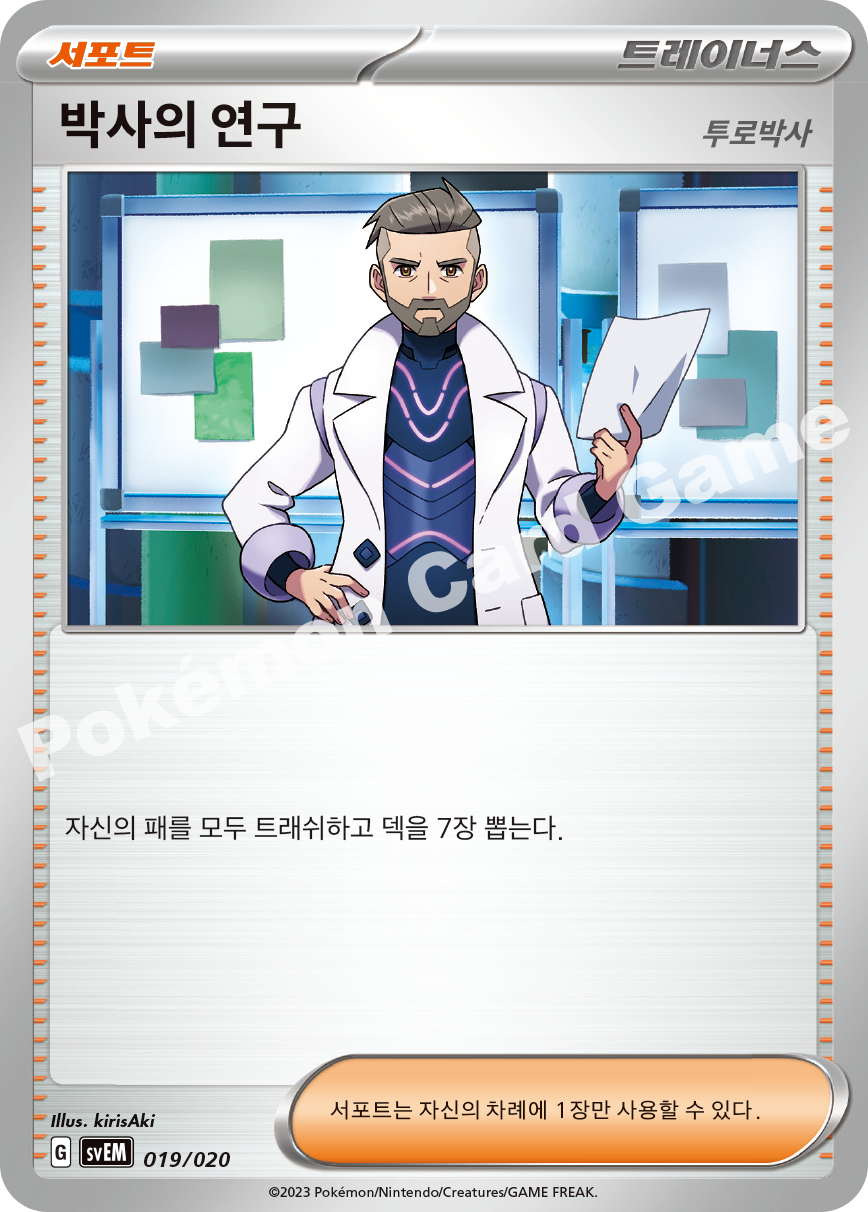 서포트
트레이너스
박사의 연구
투로박사
Pokémon Card Game
자신의 패를 모두 트래쉬하고 덱을 7장 뽑는다.
서포트는 자신의 차례에 1장만 사용할 수 있다.
Illus. kirisAki
G svEM 019/020
©2023 Pokémon/Nintendo/Creatures/GAME FREAK.